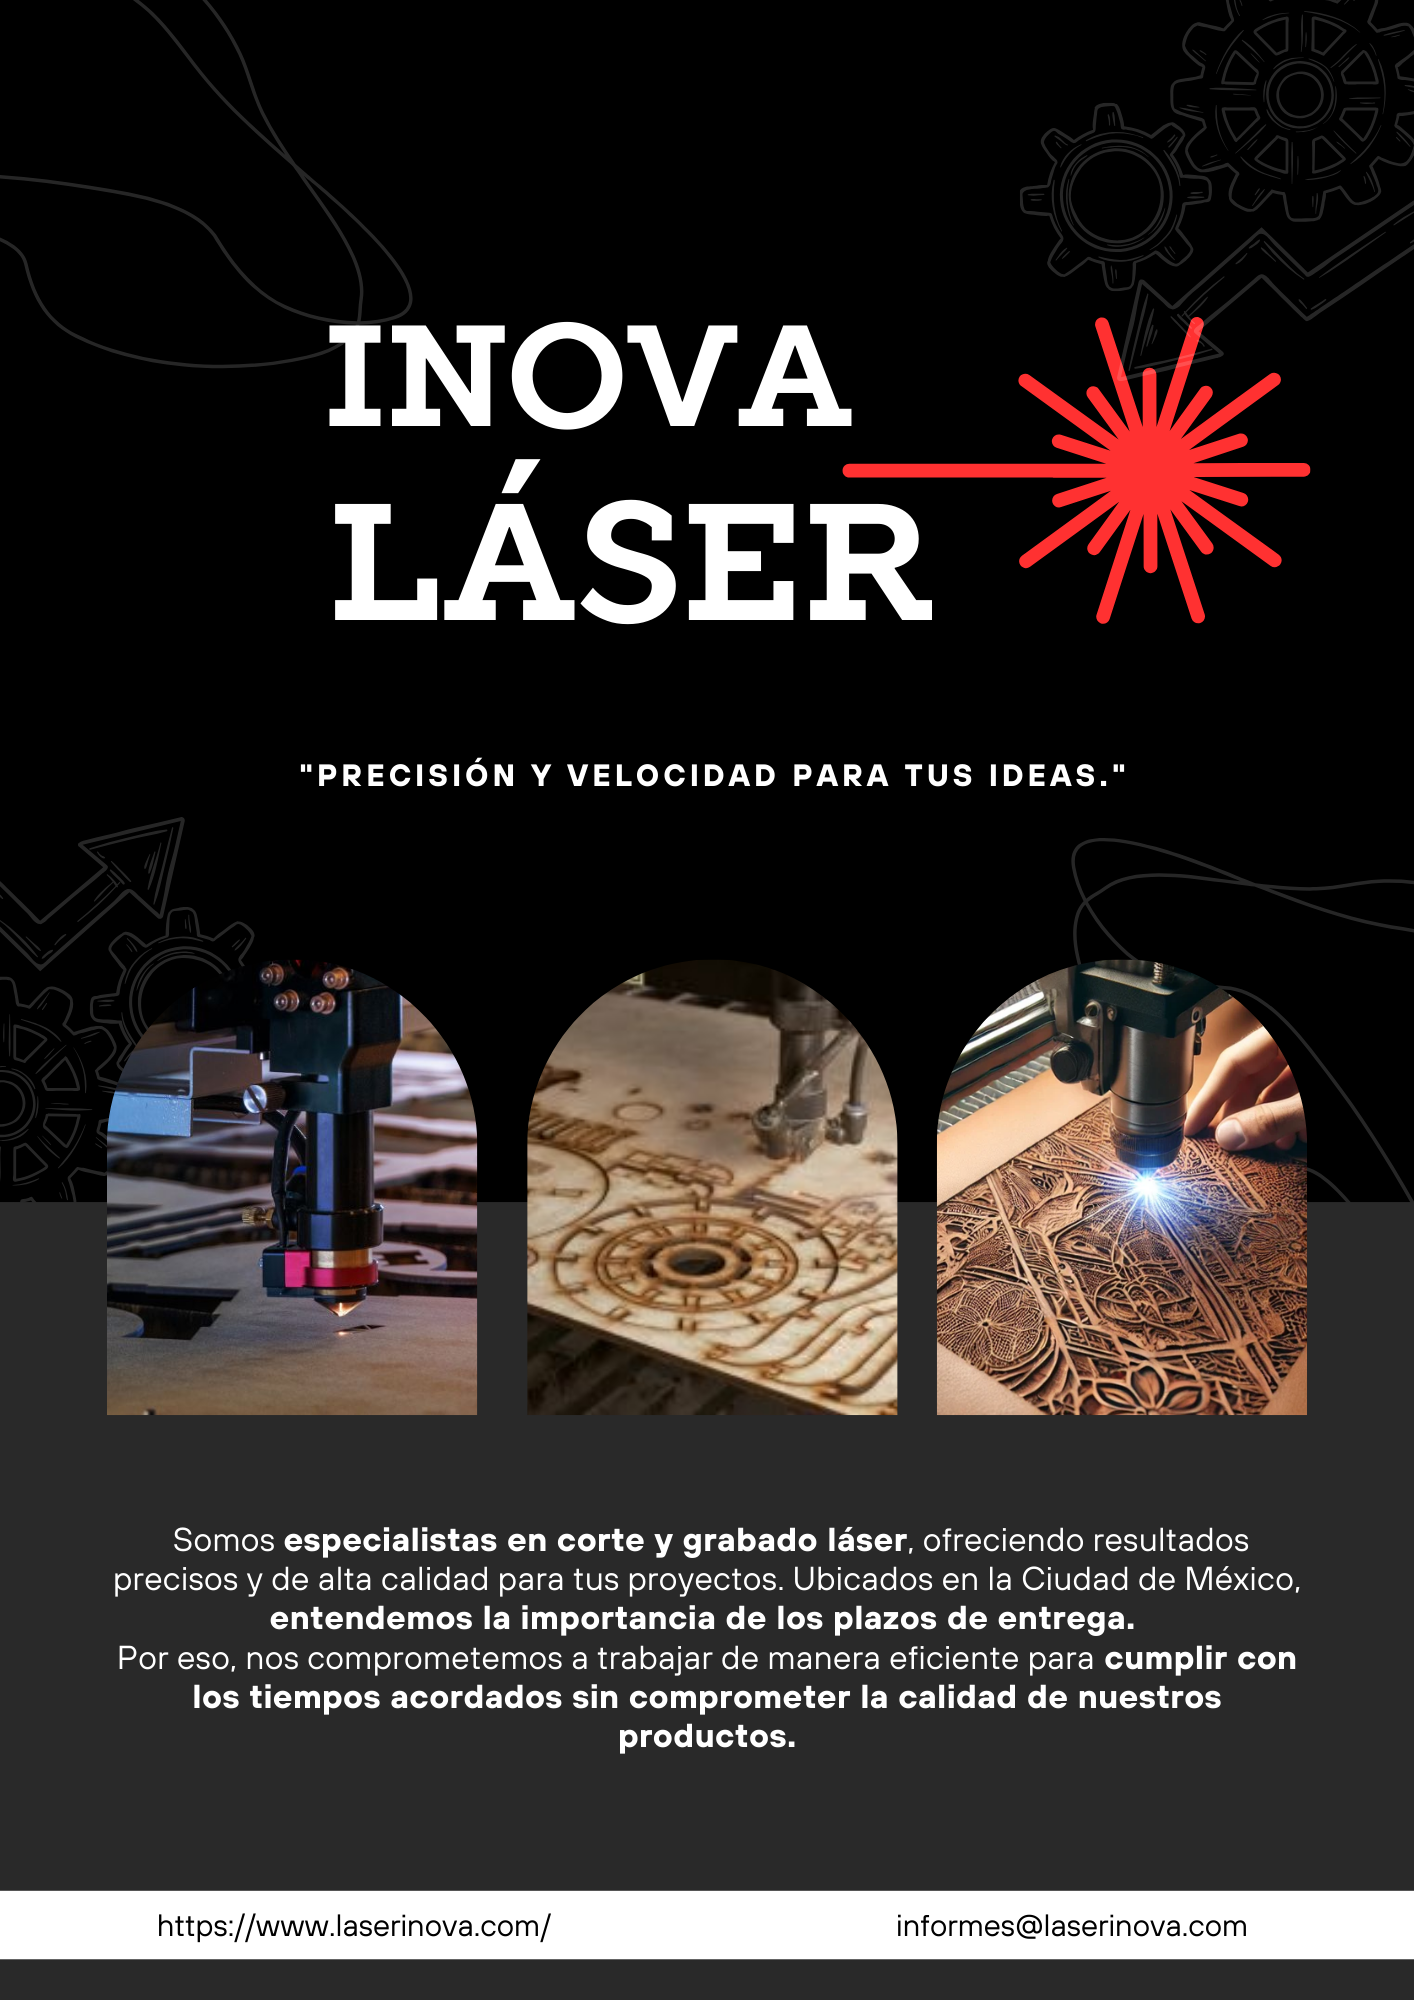 INOVA
LÁSER
"PRECISIÓN Y VELOCIDAD PARA TUS IDEAS."
Somos especialistas en corte y grabado láser, ofreciendo resultados
precisos y de alta calidad para tus proyectos. Ubicados en la Ciudad de México,
entendemos la importancia de los plazos de entrega.
Por eso, nos comprometemos a trabajar de manera eficiente para cumplir con
los tiempos acordados sin comprometer la calidad de nuestros
productos.
https://www.laserinova.com/
informes@laserinova.com